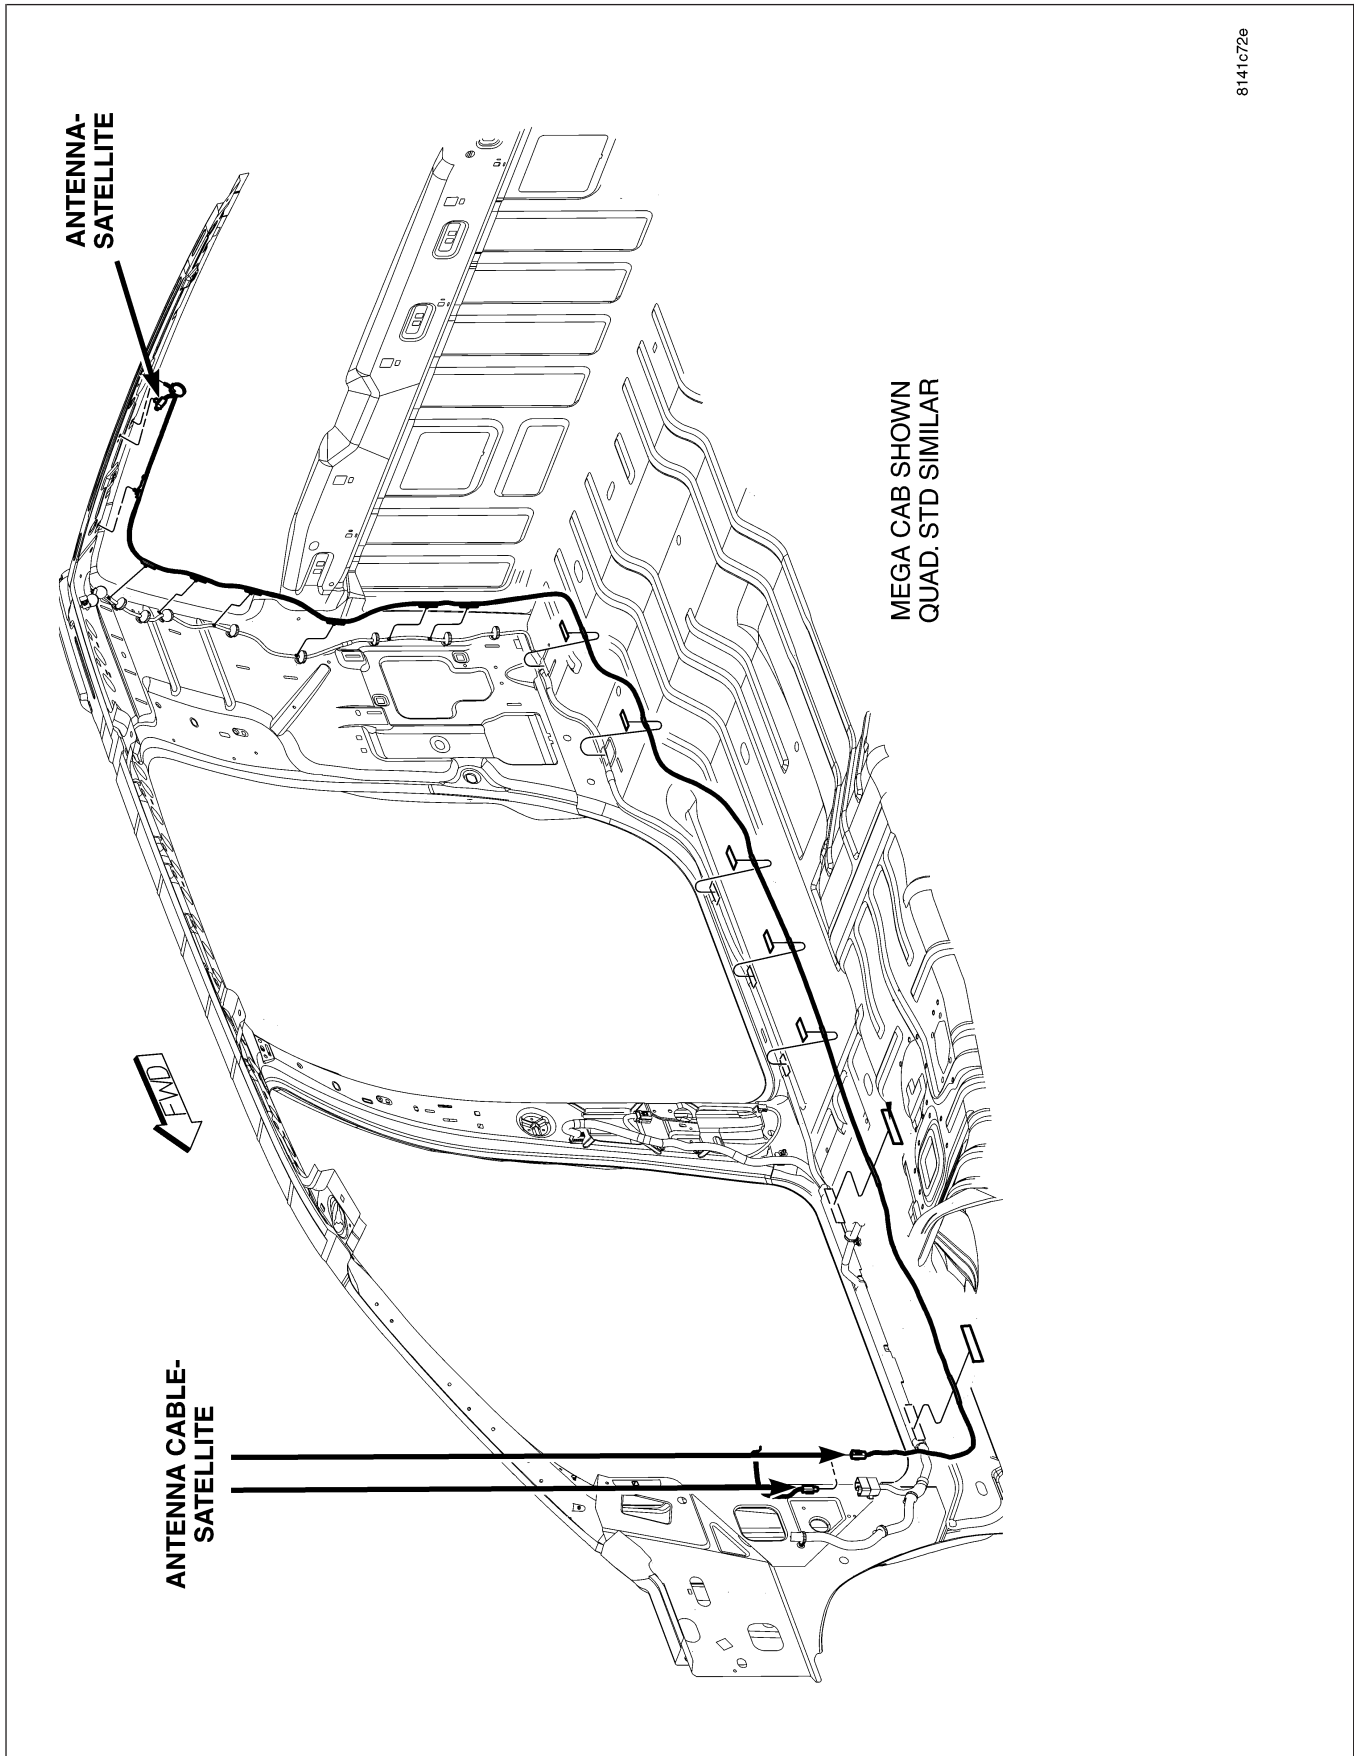 ANTENNA-
SATELLITE
FWD
ANTENNA CABLE-
SATELLITE
MEGA CAB SHOWN
QUAD. STD SIMILAR
8141c72e